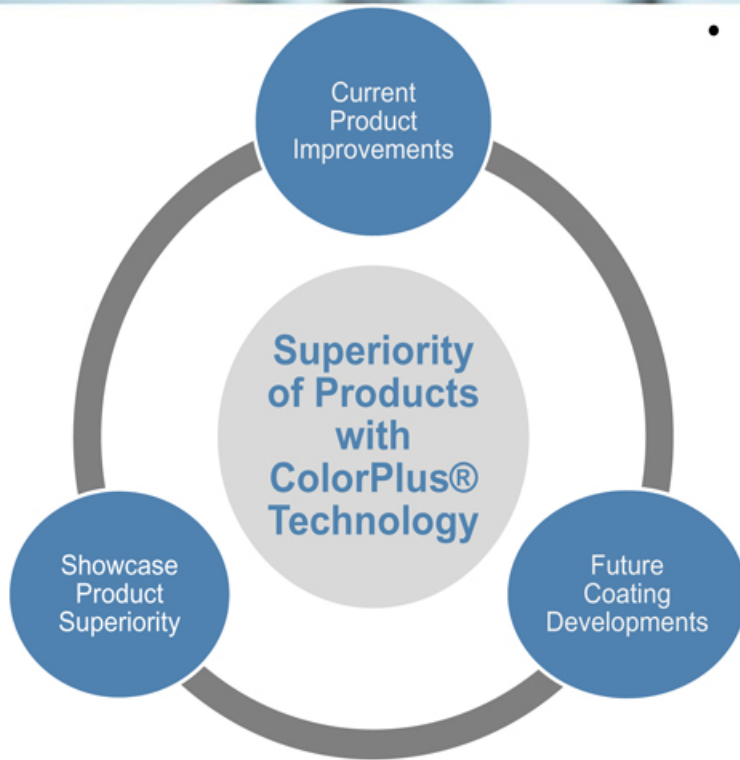 Current
Product
Improvements
Superiority
of Products
with
ColorPlus®
Technology
Showcase
Product
Superiority
Future
Coating
Developments